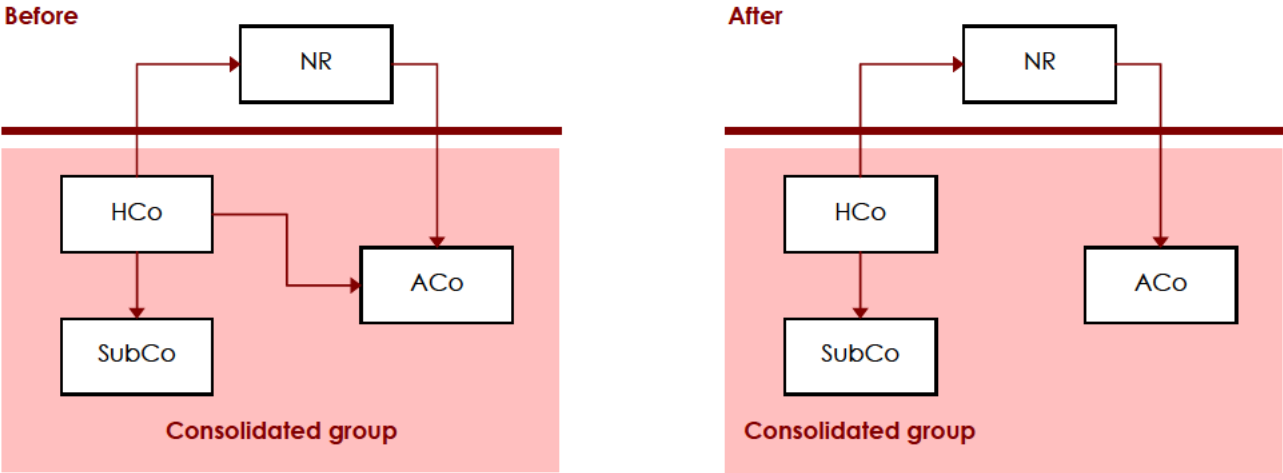 Before
NR
HCo
ACo
SubCo
Consolidated group
After
NR
HCo
ACo
SubCo
Consolidated group